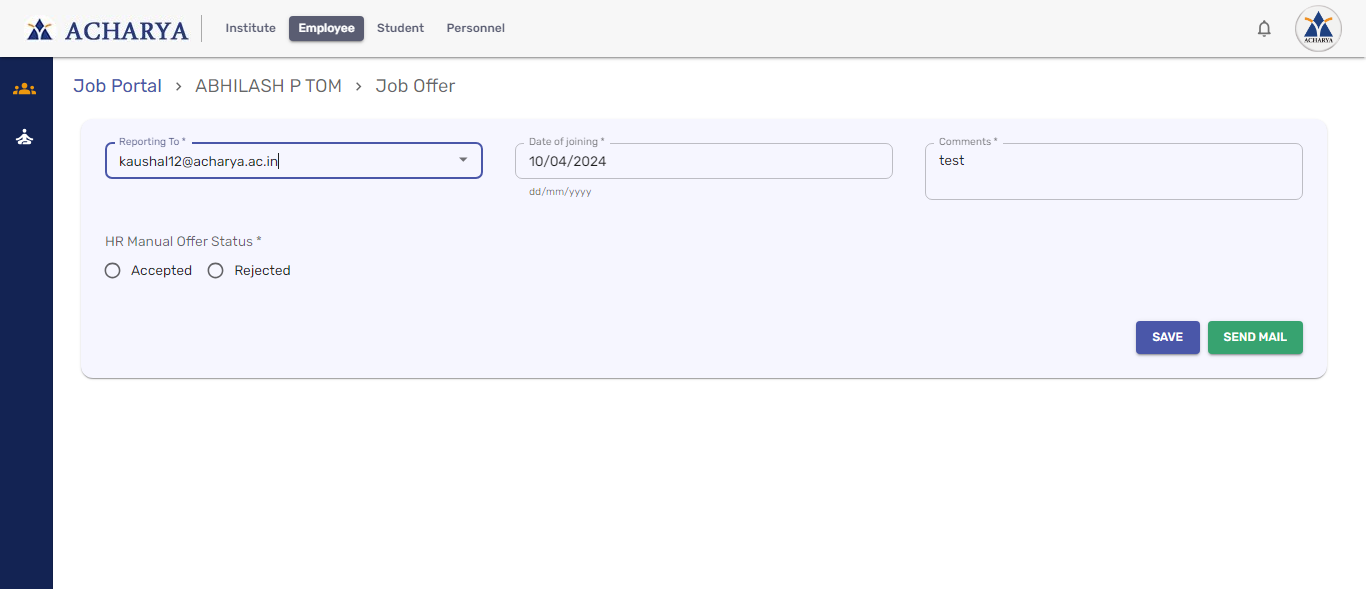 ACHARYA Institute Employee Student Personnel ACHARYA
Job Portal > ABHILASH P TOM > Job Offer
Reporting To * Date of joining * Comments *
kaushal12@acharya.ac.in 10/04/2024 test
dd/mm/yyyy
HR Manual Offer Status *
Accepted Rejected
SAVE SEND MAIL